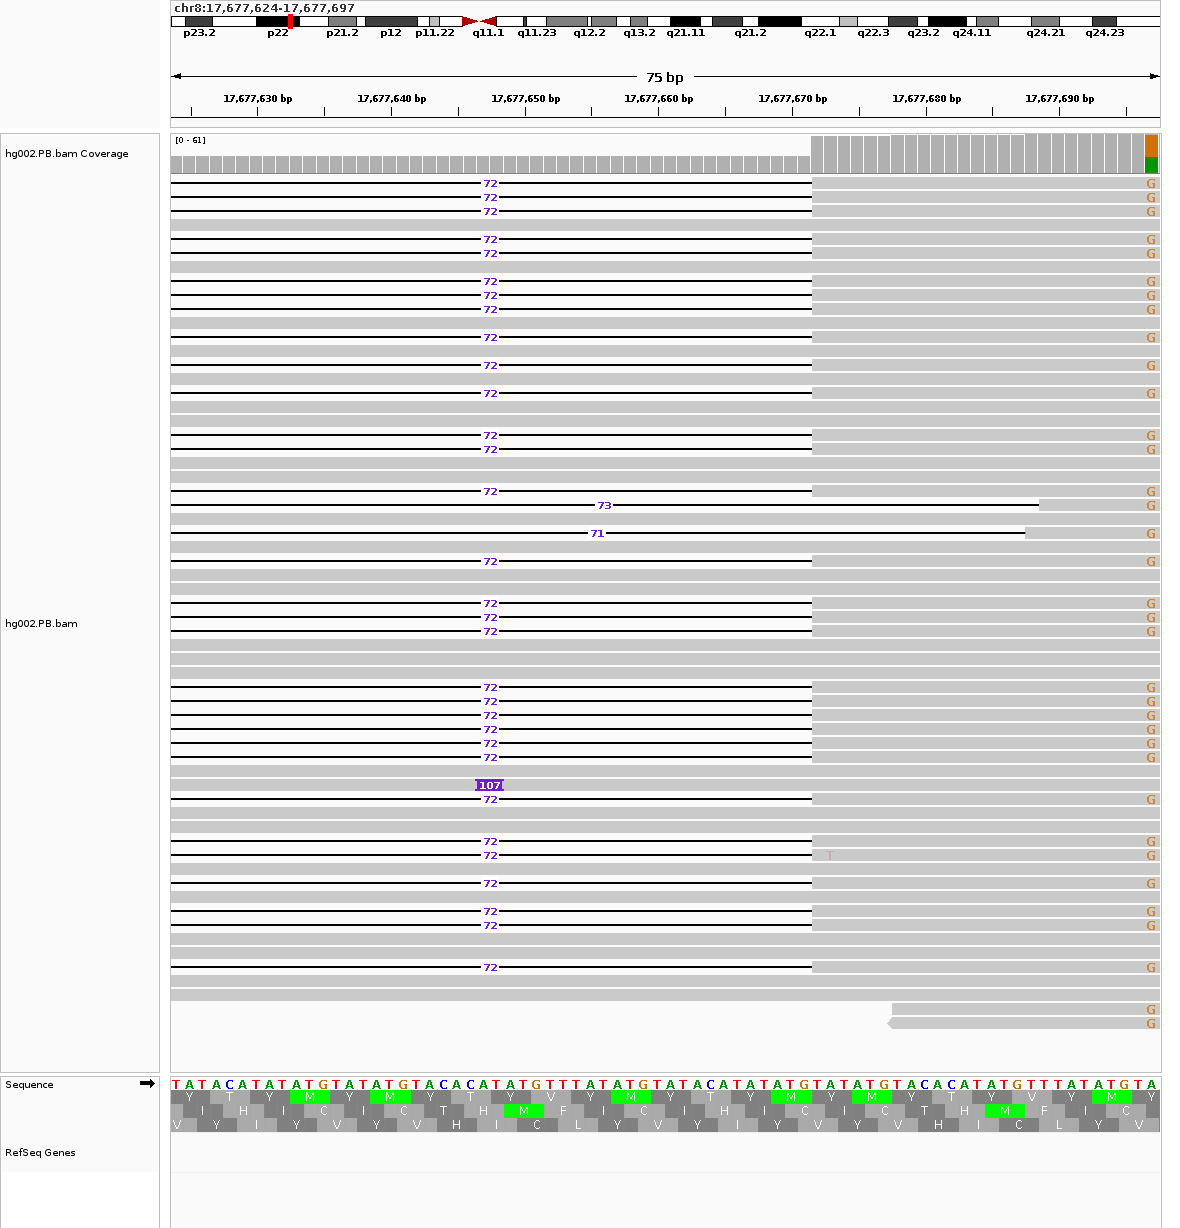 chr8:17,677,624-17,677,697
p23.2 p22 p21.2 p12 p11.22 q11.1 q11.23 q12.2 q13.2 q21.11 q21.2 q22.1 q22.3 q23.2 q24.11 q24.21 q24.23
75 bp
17,677,630 bp 17,677,640 bp 17,677,650 bp 17,677,660 bp 17,677,670 bp 17,677,680 bp 17,677,690 bp
[0 - 61]
hg002.PB.bam Coverage
72 G
72 G
72 G
72 G
72 G
72 G
72 G
72 G
72 G
72 G
72 G
72 G
72 G
72 G
73 G
71 G
72 G
72 G
72 G
hg002.PB.bam
72 G
72 G
72 G
72 G
72 G
72 G
72 G
107
72 G
72 G
72 T G
72 G
72 G
72 G
72 G
G
G
Sequence T A T A C A T A T A T G T A T A T G T A C A C A T A T G T T T A T A T G T A T A C A T A T A T G T A T A T G T A C A C A T A T G T T T A T A T G T A
Y T Y M Y M Y T Y V Y M Y T Y M Y M Y T Y V Y M Y
I H I C I C T H M F I C I H I C I C T H M F I C
V Y I Y V Y V H I C L Y V Y I Y V Y V H I C L Y V
RefSeq Genes